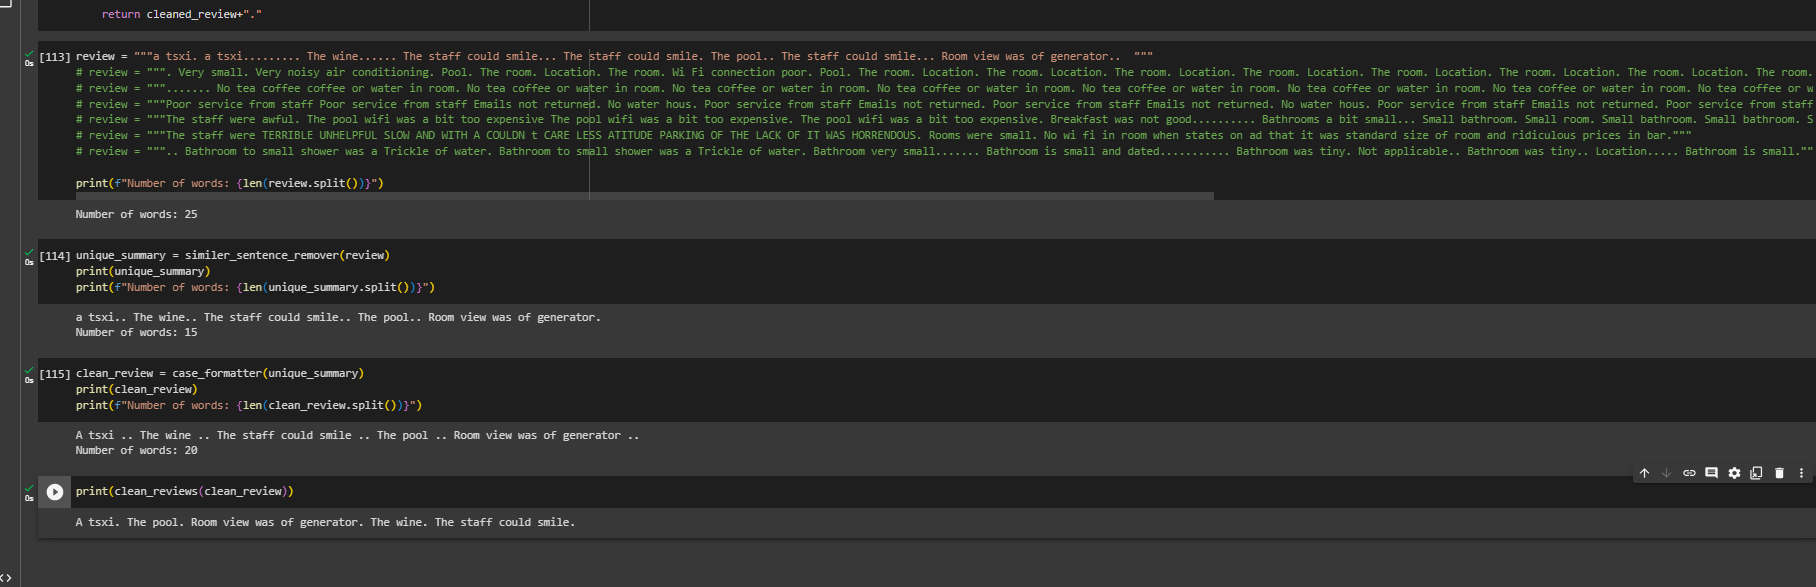 return cleaned_review+"."
[113] review = """a tsxi. a tsxi......... The wine...... The staff could smile... The staff could smile. The pool.. The staff could smile... Room view was of generator..  """
# review = """. Very small. Very noisy air conditioning. Pool. The room. Location. The room. Wi Fi connection poor. Pool. The room. Location. The room. Location. The room. Location. The room. Location. The room. Location. The room. Location. The room. Location. The room.
# review = """....... No tea coffee coffee or water in room. No tea coffee or water in room. No tea coffee or water in room. No tea coffee or water in room. No tea coffee or water in room. No tea coffee or water in room. No tea coffee or water in room. No tea coffee or w
# review = """Poor service from staff Poor service from staff Emails not returned. No water hous. Poor service from staff Emails not returned. Poor service from staff Emails not returned. No water hous. Poor service from staff Emails not returned. Poor service from staff
# review = """The staff were awful. The pool wifi was a bit too expensive The pool wifi was a bit too expensive. The pool wifi was a bit too expensive. Breakfast was not good.......... Bathrooms a bit small... Small bathroom. Small room. Small bathroom. Small bathroom. S
# review = """The staff were TERRIBLE UNHELPFUL SLOW AND WITH A COULDN t CARE LESS ATITUDE PARKING OF THE LACK OF IT WAS HORRENDOUS. Rooms were small. No wi fi in room when states on ad that it was standard size of room and ridiculous prices in bar."""
# review = """.. Bathroom to small shower was a Trickle of water. Bathroom to small shower was a Trickle of water. Bathroom very small....... Bathroom is small and dated........... Bathroom was tiny. Not applicable.. Bathroom was tiny.. Location..... Bathroom is small.""
print(f"Number of words: {len(review.split())}")
0s
Number of words: 25
[114] unique_summary = similer_sentence_remover(review)
print(unique_summary)
print(f"Number of words: {len(unique_summary.split())}")
0s
a tsxi.. The wine.. The staff could smile.. The pool.. Room view was of generator.
Number of words: 15
[115] clean_review = case_formatter(unique_summary)
print(clean_review)
print(f"Number of words: {len(clean_review.split())}")
0s
A tsxi .. The wine .. The staff could smile .. The pool .. Room view was of generator ..
Number of words: 20
print(clean_reviews(clean_review))
0s
A tsxi. The pool. Room view was of generator. The wine. The staff could smile.